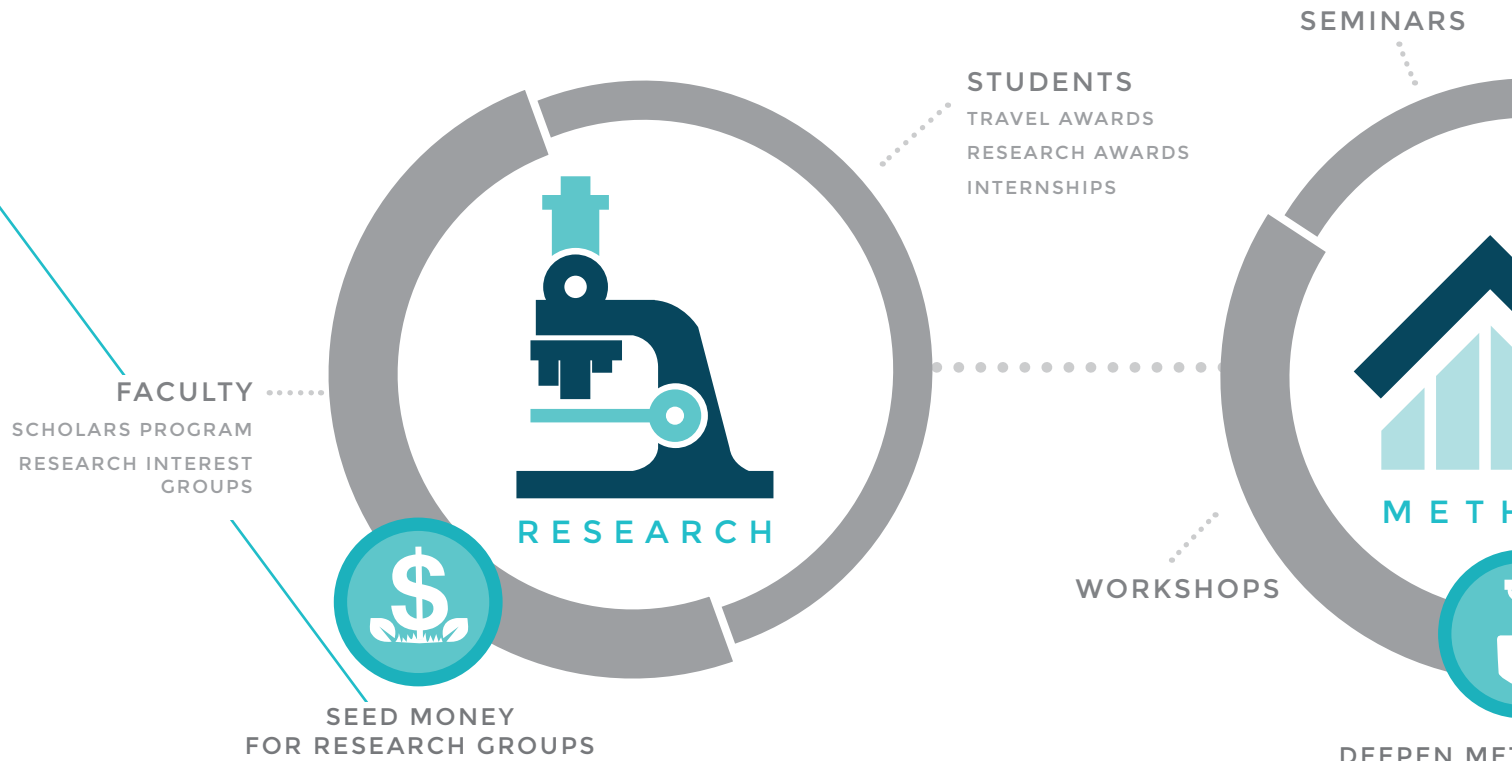 SEMINARS
STUDENTS
TRAVEL AWARDS
RESEARCH AWARDS
INTERNSHIPS
FACULTY
SCHOLARS PROGRAM
RESEARCH INTEREST
GROUPS
RESEARCH
$
SEED MONEY
FOR RESEARCH GROUPS
WORKSHOPS
DEEPEN